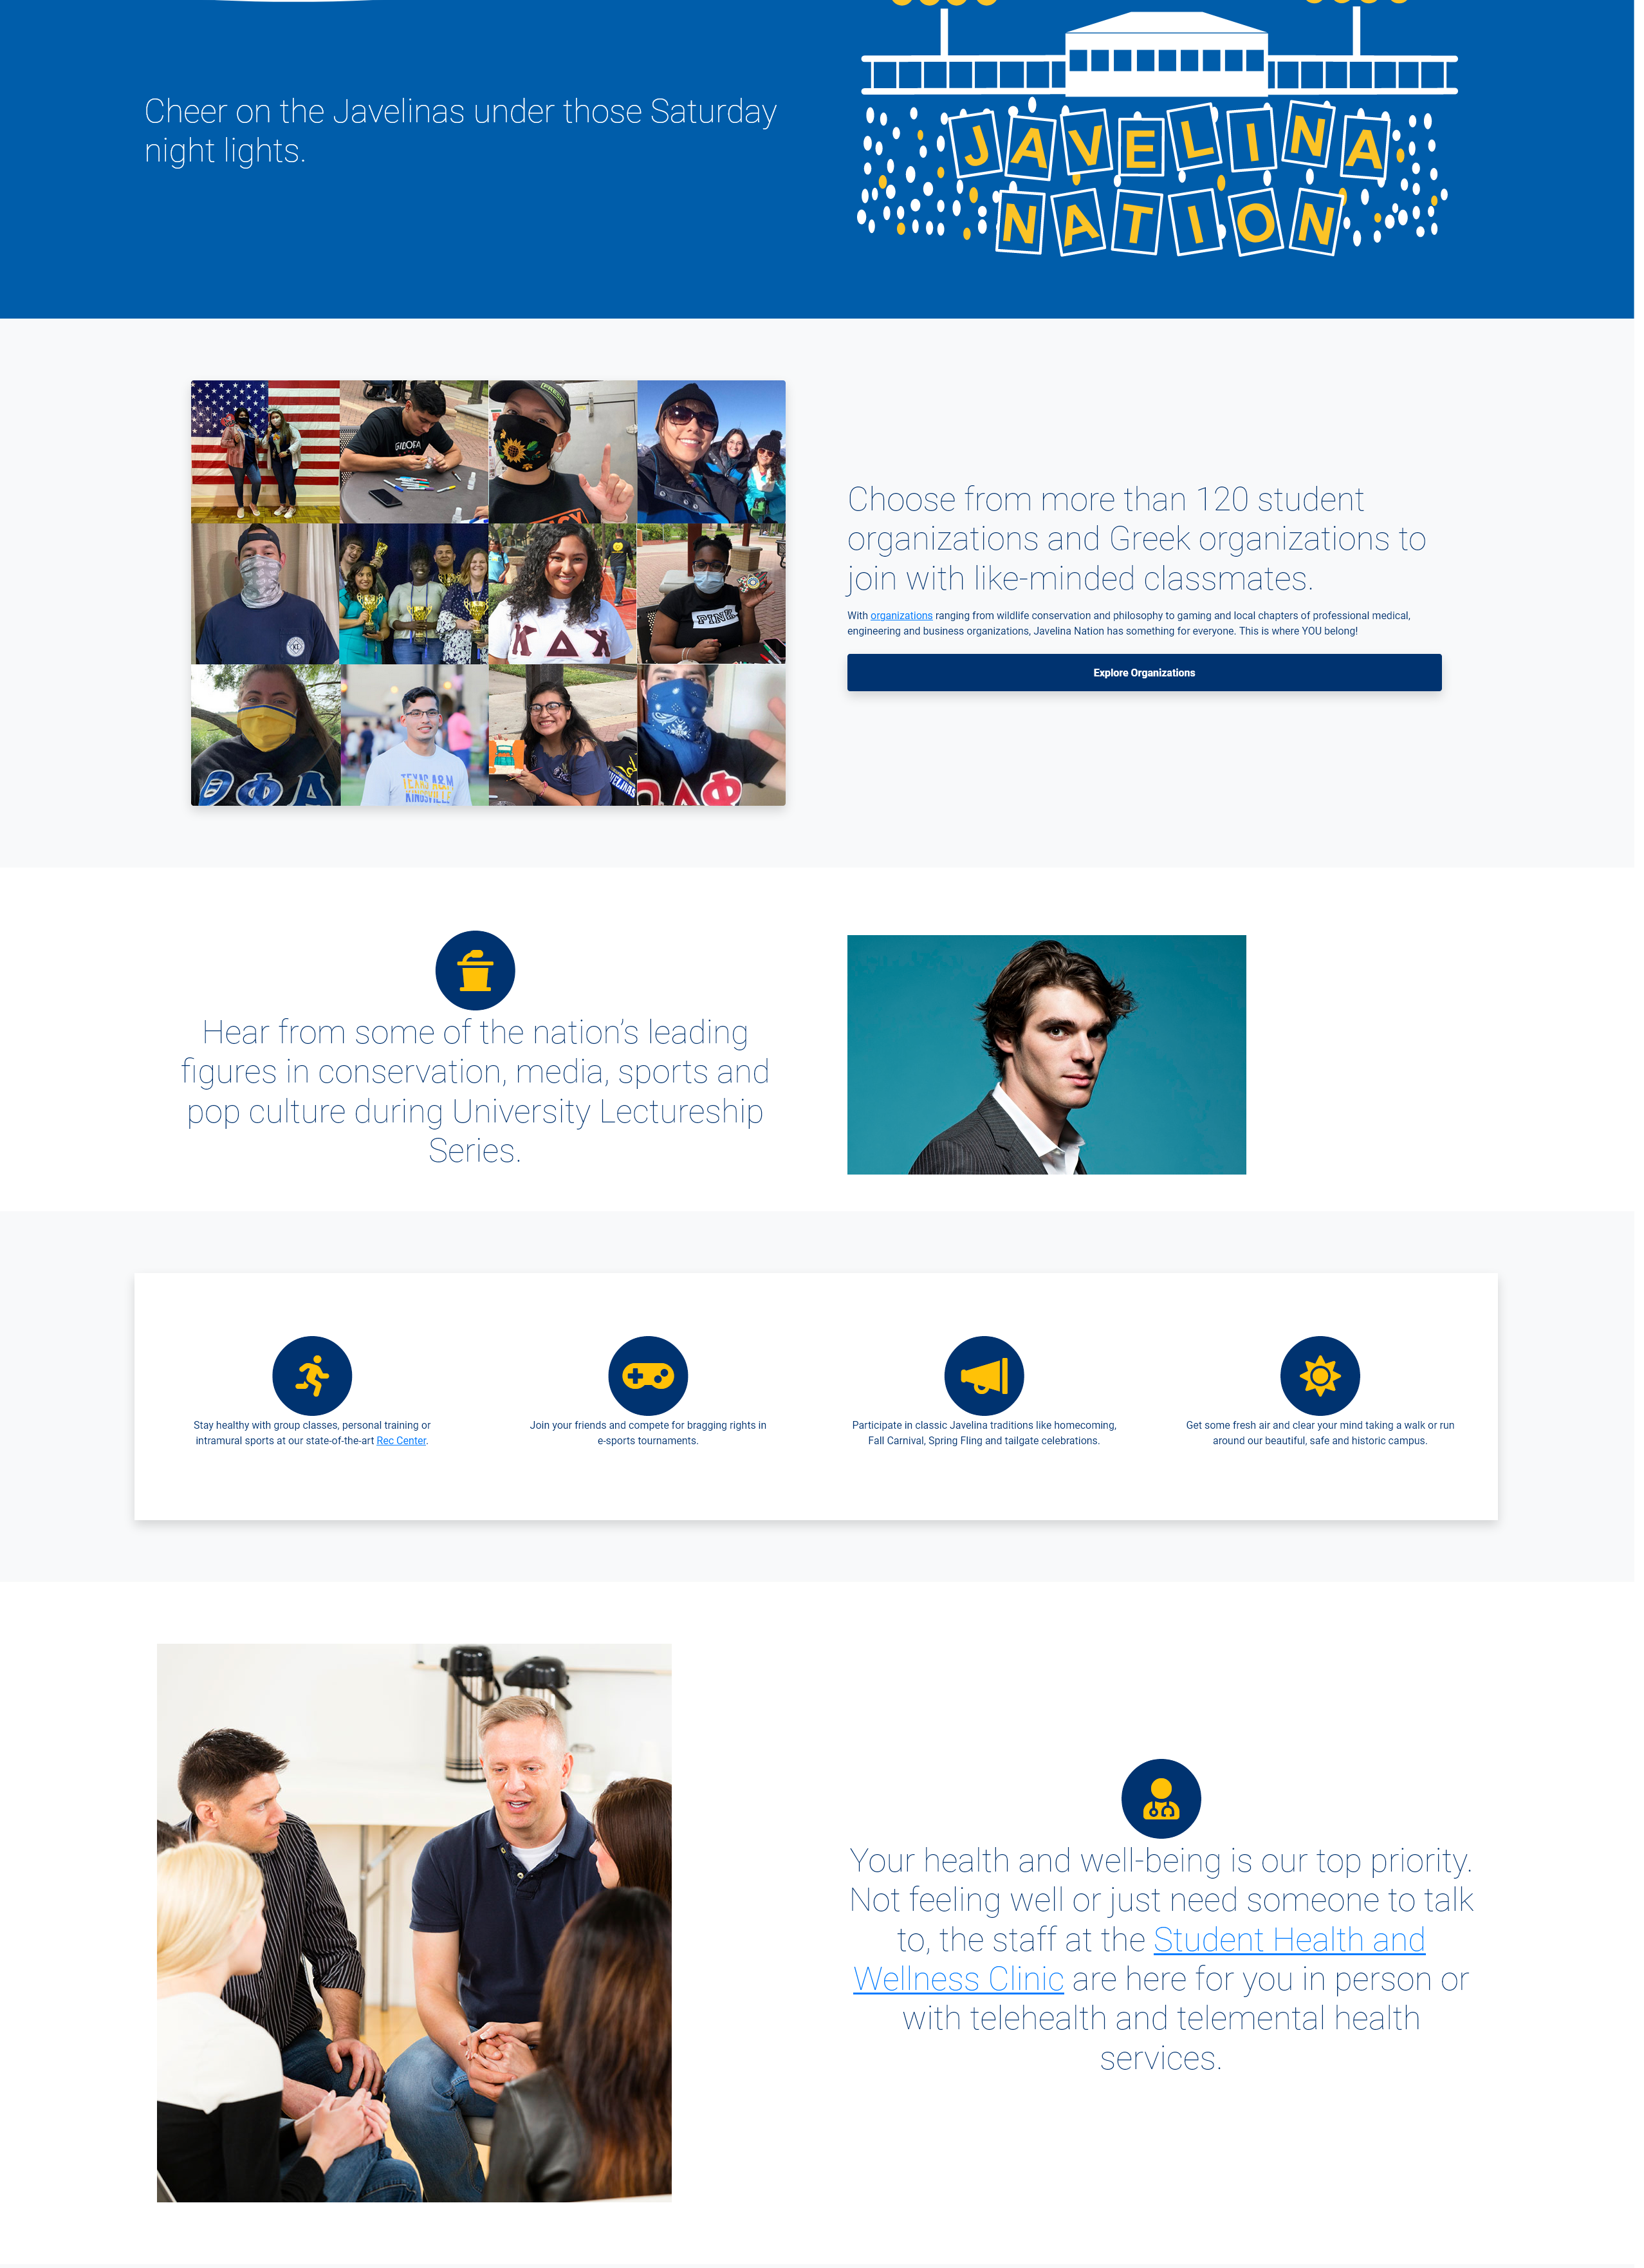 Cheer on the Javelinas under those Saturday
night lights.
JAVELINA
NATION
Choose from more than 120 student
organizations and Greek organizations to
join with like-minded classmates.
With organizations ranging from wildlife conservation and philosophy to gaming and local chapters of professional medical,
engineering and business organizations, Javelina Nation has something for everyone. This is where YOU belong!
Explore Organizations
PINK
ΚΔΧ
ΘΦΑ
TEXAS A&M
KINGSVILLE
Hear from some of the nation’s leading
figures in conservation, media, sports and
pop culture during University Lectureship
Series.
Stay healthy with group classes, personal training or
intramural sports at our state-of-the-art Rec Center.
Join your friends and compete for bragging rights in
e-sports tournaments.
Participate in classic Javelina traditions like homecoming,
Fall Carnival, Spring Fling and tailgate celebrations.
Get some fresh air and clear your mind taking a walk or run
around our beautiful, safe and historic campus.
Your health and well-being is our top priority.
Not feeling well or just need someone to talk
to, the staff at the Student Health and
Wellness Clinic are here for you in person or
with telehealth and telemental health
services.